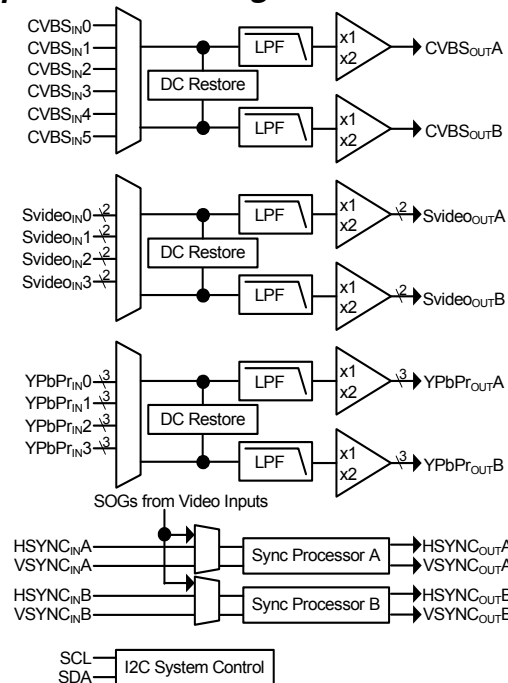 CVBSIN0
CVBSIN1
CVBSIN2
CVBSIN3
CVBSIN4
CVBSIN5
DC Restore
LPF
x1
x2
CVBSOUTA
LPF
x1
x2
CVBSOUTB
SvideoIN0
2
SvideoIN1
2
SvideoIN2
2
SvideoIN3
2
DC Restore
LPF
x1
x2
2
SvideoOUTA
LPF
x1
x2
2
SvideoOUTB
YPbPrIN0
3
YPbPrIN1
3
YPbPrIN2
3
YPbPrIN3
3
DC Restore
LPF
x1
x2
3
YPbPrOUTA
LPF
x1
x2
3
YPbPrOUTB
SOGs from Video Inputs
HSYNCINA
VSYNCINA
Sync Processor A
HSYNCOUTA
VSYNCOUTA
HSYNCINB
VSYNCINB
Sync Processor B
HSYNCOUTB
VSYNCOUTB
SCL
SDA
I2C System Control